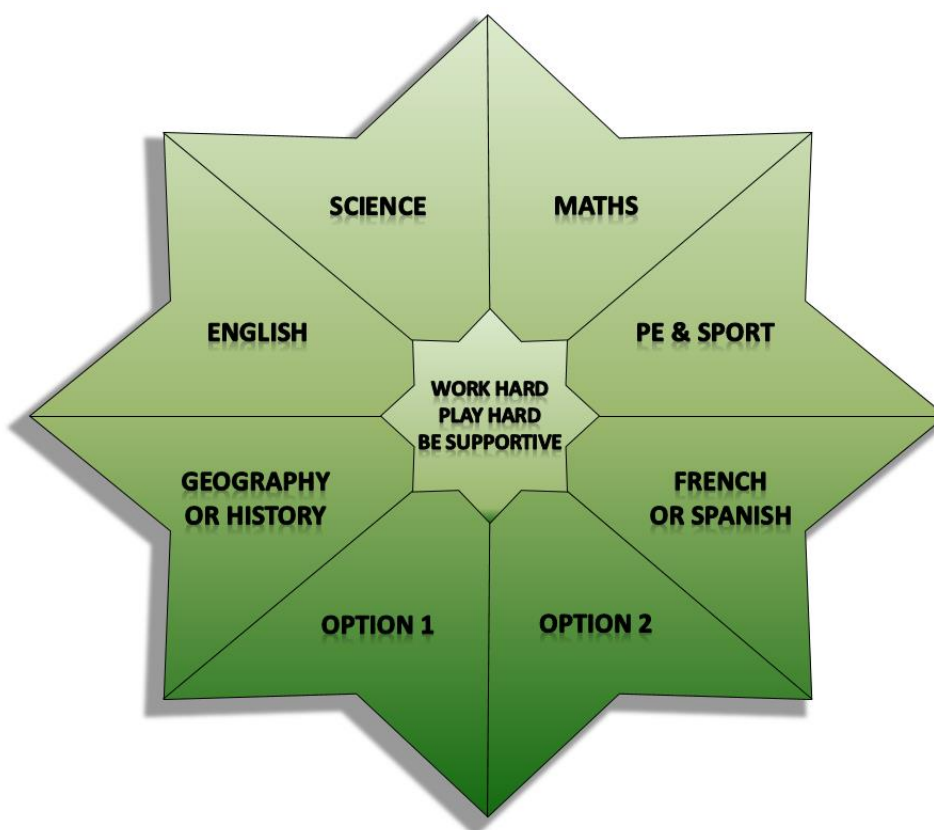 SCIENCE
MATHS
ENGLISH
PE & SPORT
WORK HARD
PLAY HARD
BE SUPPORTIVE
GEOGRAPHY
OR HISTORY
FRENCH
OR SPANISH
OPTION 1
OPTION 2